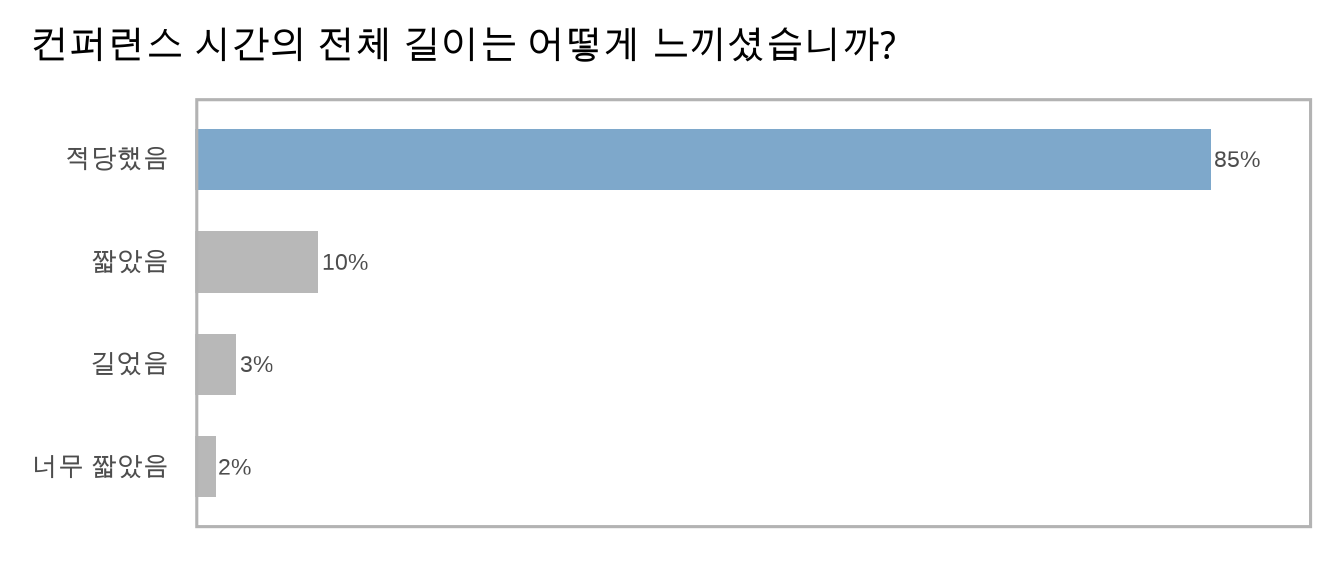 컨퍼런스 시간의 전체 길이는 어떻게 느끼셨습니까?
적당했음 85%
짧았음 10%
길었음 3%
너무 짧았음 2%